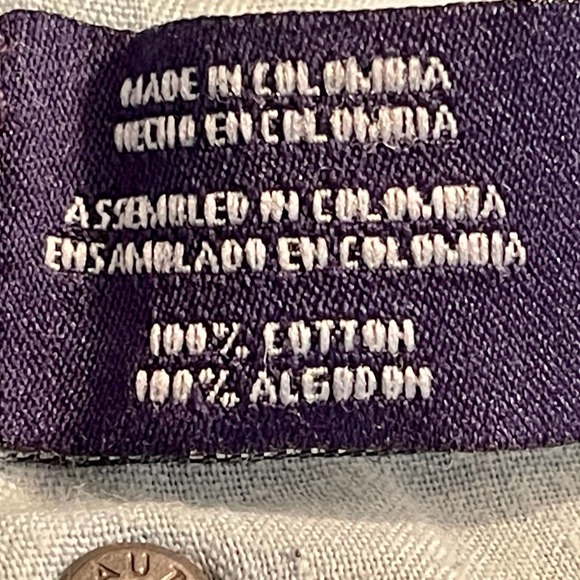 MADE IN COLOMBIA
HECHO EN COLOMBIA
ASSEMBLED IN COLOMBIA
ENSAMBLADO EN COLOMBIA
100% COTTON
100% ALGODON